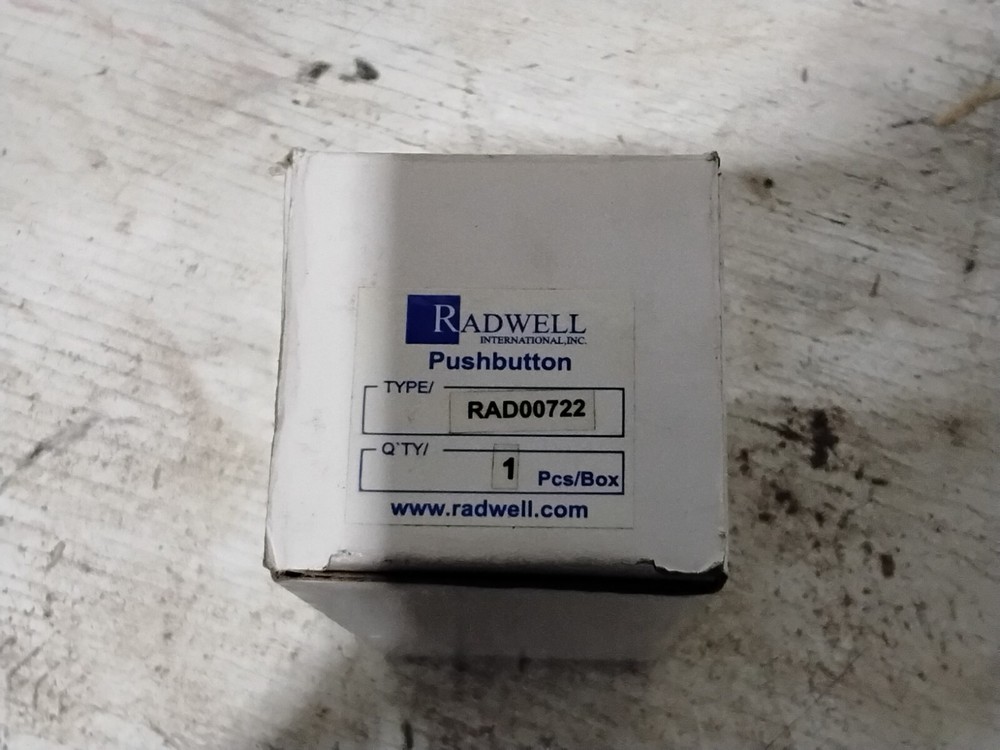 RADWELL
INTERNATIONAL,INC.
Pushbutton
TYPE/
RAD00722
Q`TY/
1 Pcs/Box
www.radwell.com